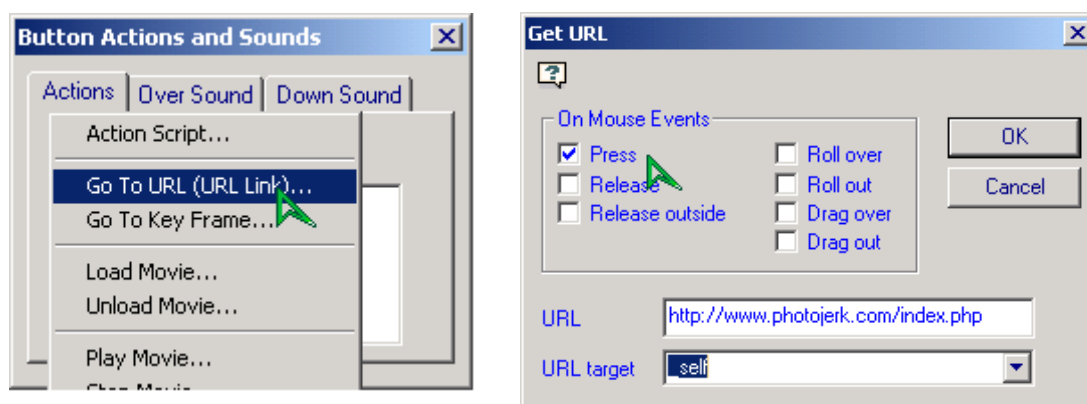 Button Actions and Sounds
Actions Over Sound Down Sound
Action Script...
Go To URL (URL Link)...
Go To Key Frame...
Load Movie...
Unload Movie...
Play Movie...
Stop Movie
Get URL
On Mouse Events
Press
Release
Release outside
Roll over
Roll out
Drag over
Drag out
OK
Cancel
URL http://www.photojerk.com/index.php
URL target _self